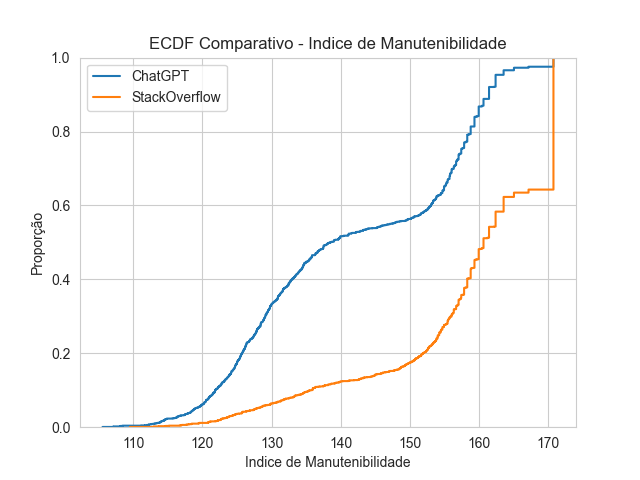 ECDF Comparativo - Indice de Manutenibilidade
ChatGPT
StackOverflow
Proporção
1.0
0.8
0.6
0.4
0.2
0.0
110 120 130 140 150 160 170
Indice de Manutenibilidade